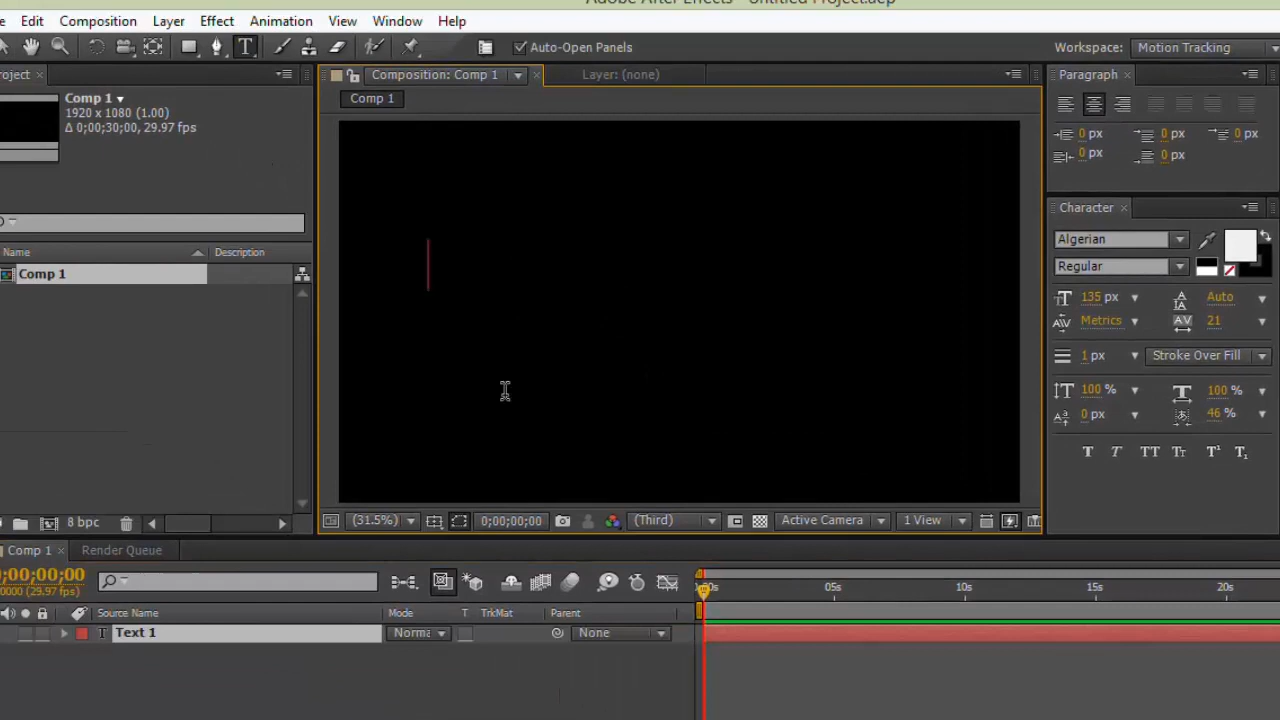 Adobe After Effects - Untitled Project.aep
Edit Composition Layer Effect Animation View Window Help
Auto-Open Panels Workspace: Motion Tracking
Composition: Comp 1 Layer: (none) Paragraph
Comp 1
1920 x 1080 (1.00)
Δ 0;00;30;00, 29.97 fps
Comp 1
0 px 0 px 0 px
0 px 0 px
Character
Algerian
Regular
Name Description
Comp 1
135 px Auto
Metrics 21
1 px Stroke Over Fill
100 % 100 %
0 px 46 %
T T TT Tt T¹ T₁
8 bpc
(31.5%) 0;00;00;00 (Third) Active Camera 1 View
Comp 1 Render Queue
;00;00;00
(29.97 fps)
05s 10s 15s 20s
Source Name Mode T TrkMat Parent
T Text 1 Norma None